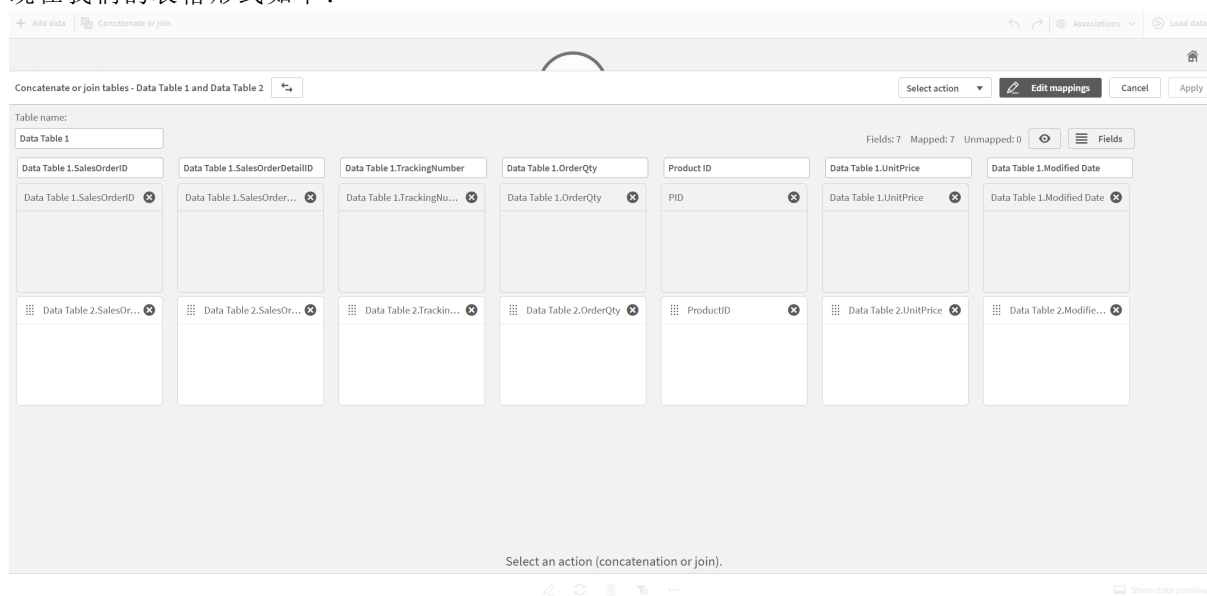 现在我们的表格形式如下：
Add data Concatenate or join Associations Load data
Concatenate or join tables - Data Table 1 and Data Table 2 Select action Edit mappings Cancel Apply
Table name:
Data Table 1 Fields: 7 Mapped: 7 Unmapped: 0 Fields
Data Table 1.SalesOrderID Data Table 1.SalesOrderDetailID Data Table 1.TrackingNumber Data Table 1.OrderQty Product ID Data Table 1.UnitPrice Data Table 1.Modified Date
Data Table 1.SalesOrderID Data Table 1.SalesOrder... Data Table 1.TrackingNu... Data Table 1.OrderQty PID Data Table 1.UnitPrice Data Table 1.Modified Date
Data Table 2.SalesOr... Data Table 2.SalesOr... Data Table 2.Trackin... Data Table 2.OrderQty ProductID Data Table 2.UnitPrice Data Table 2.Modifie...
Select an action (concatenation or join).
Show data preview